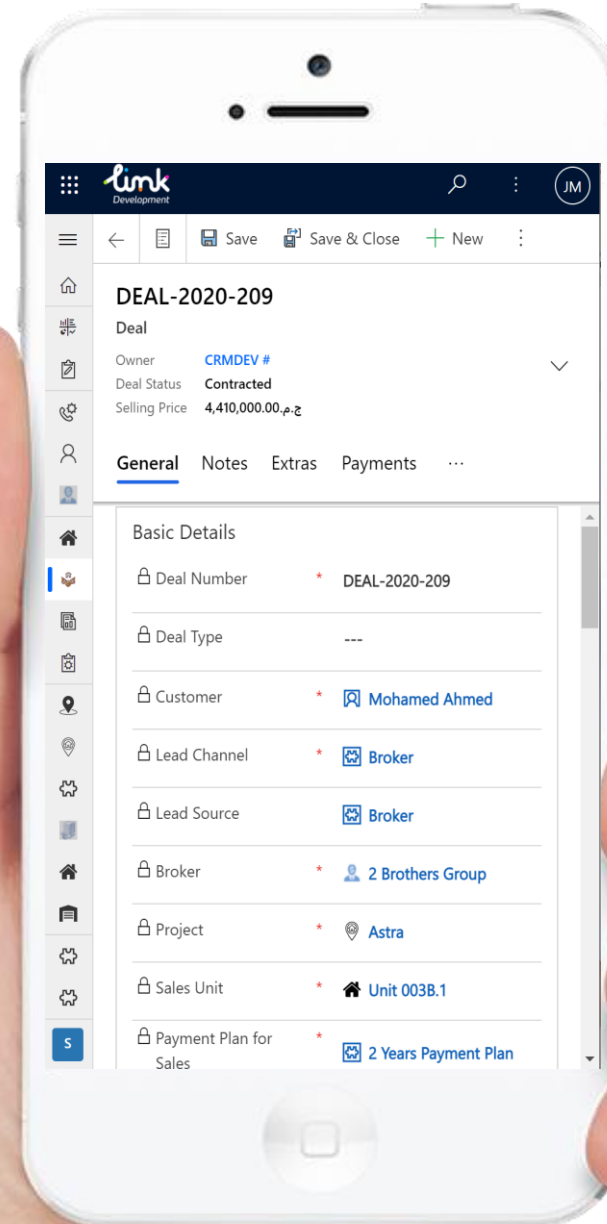 Link
Development
JM
Save
Save & Close
New
DEAL-2020-209
Deal
Owner CRMDEV #
Deal Status Contracted
Selling Price ج.م.4,410,000.00
General Notes Extras Payments ...
Basic Details
Deal Number * DEAL-2020-209
Deal Type ---
Customer * Mohamed Ahmed
Lead Channel * Broker
Lead Source Broker
Broker * 2 Brothers Group
Project * Astra
Sales Unit * Unit 003B.1
Payment Plan for * 2 Years Payment Plan
Sales
S